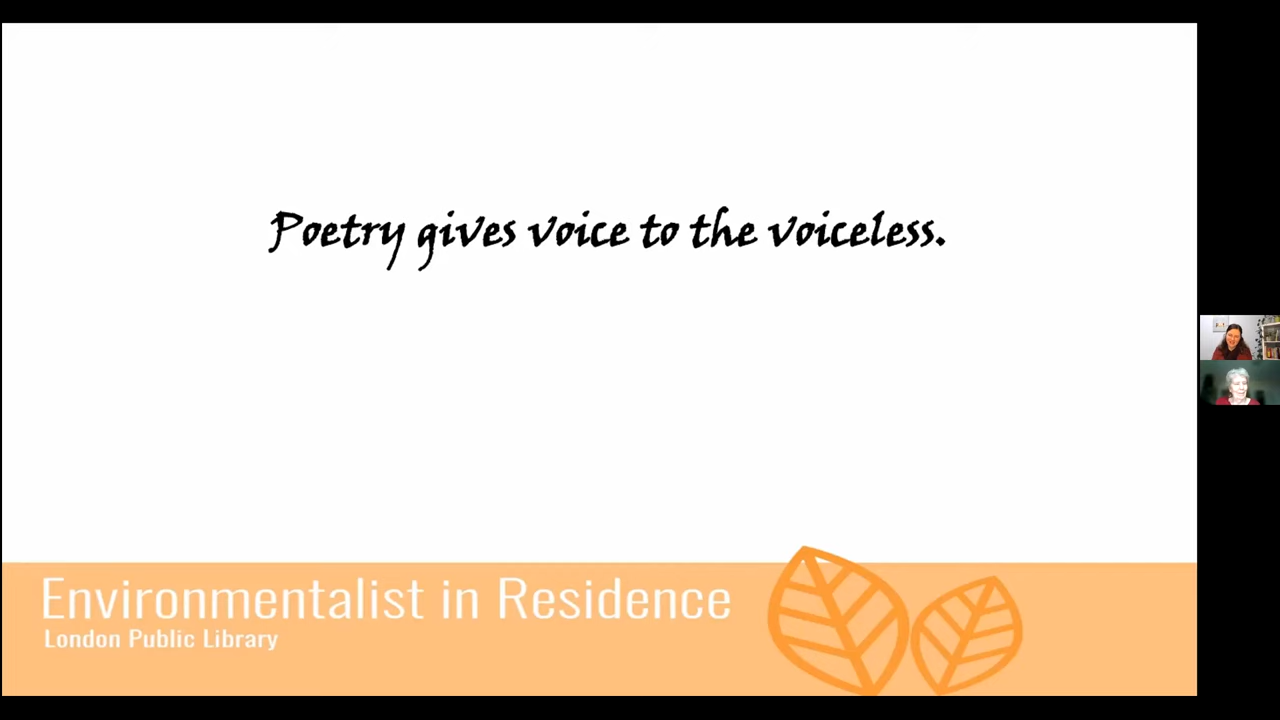 Poetry gives voice to the voiceless.
Environmentalist in Residence
London Public Library